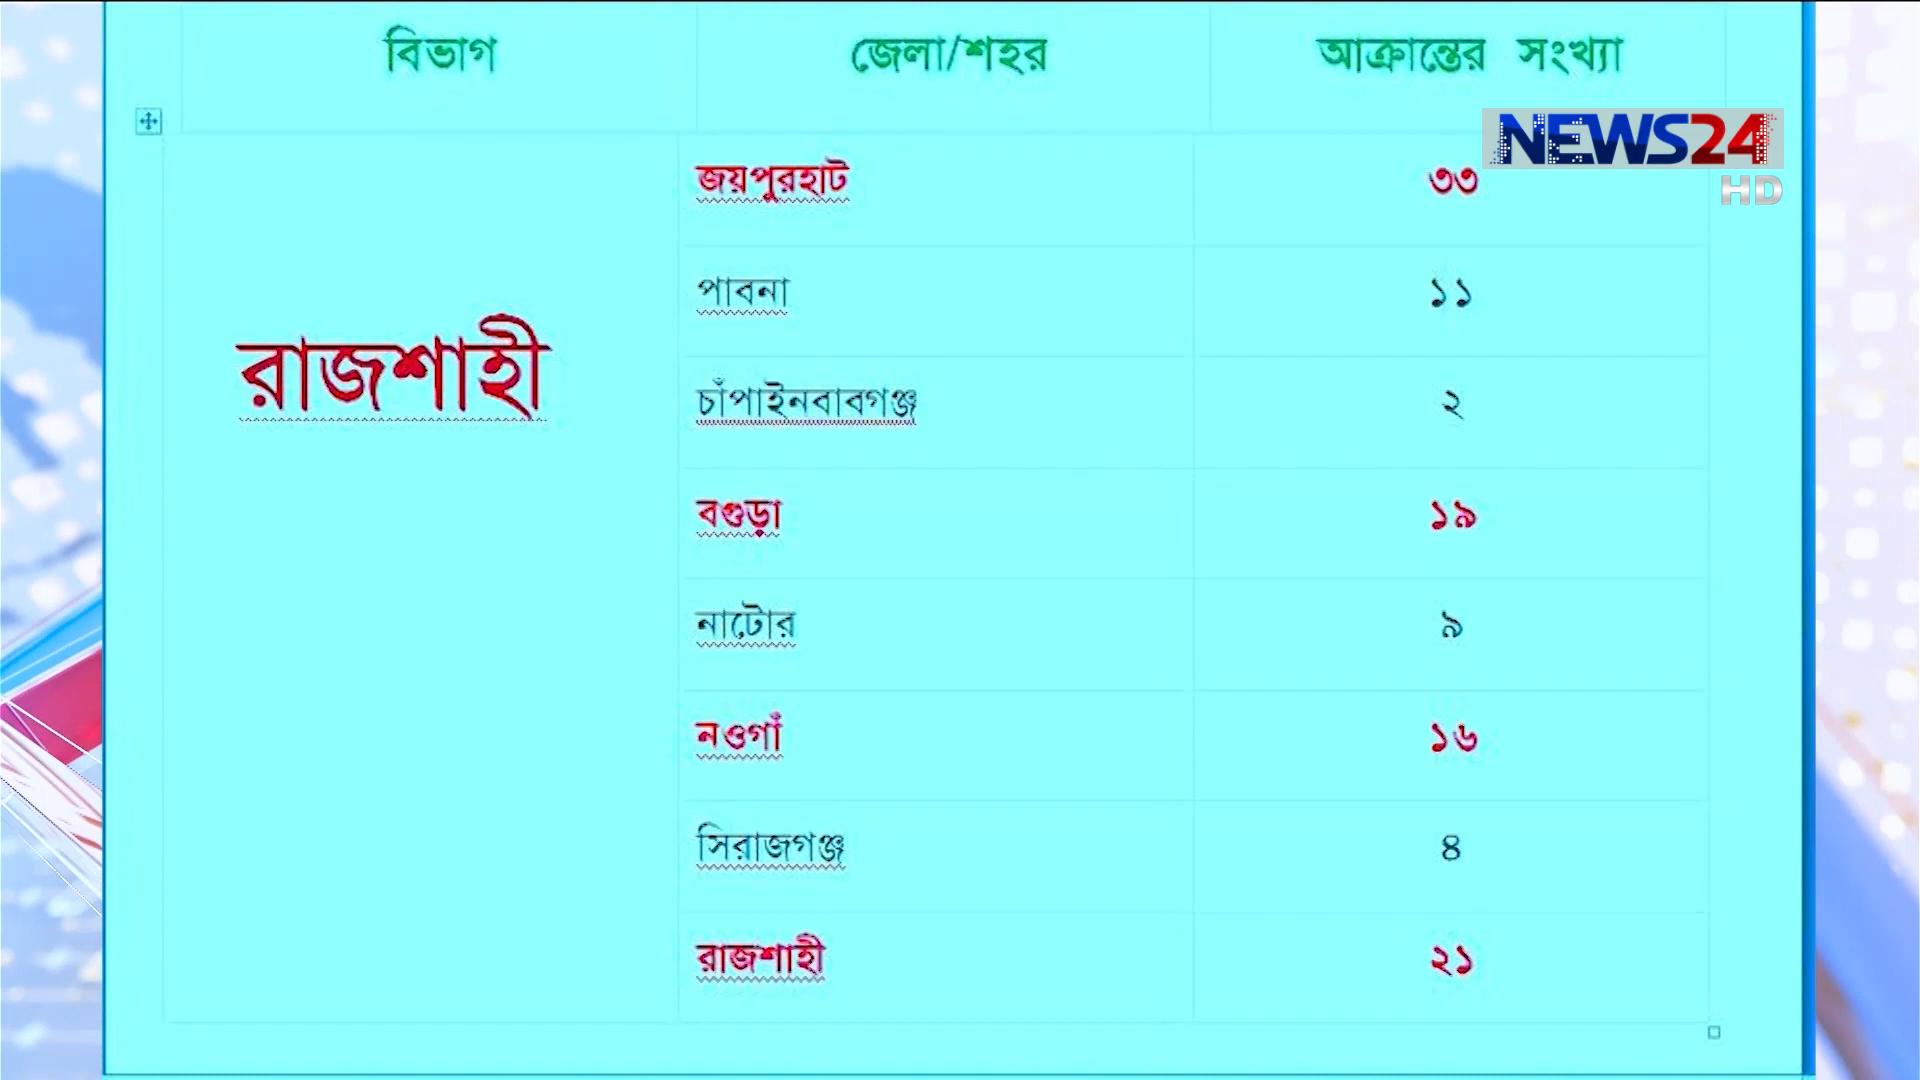 বিভাগ জেলা/শহর আক্রান্তের সংখ্যা
NEWS24
HD
জয়পুরহাট ৩৩
পাবনা ১১
রাজশাহী
চাঁপাইনবাবগঞ্জ ২
বগুড়া ১৯
নাটোর ৯
নওগাঁ ১৬
সিরাজগঞ্জ ৪
রাজশাহী ২১